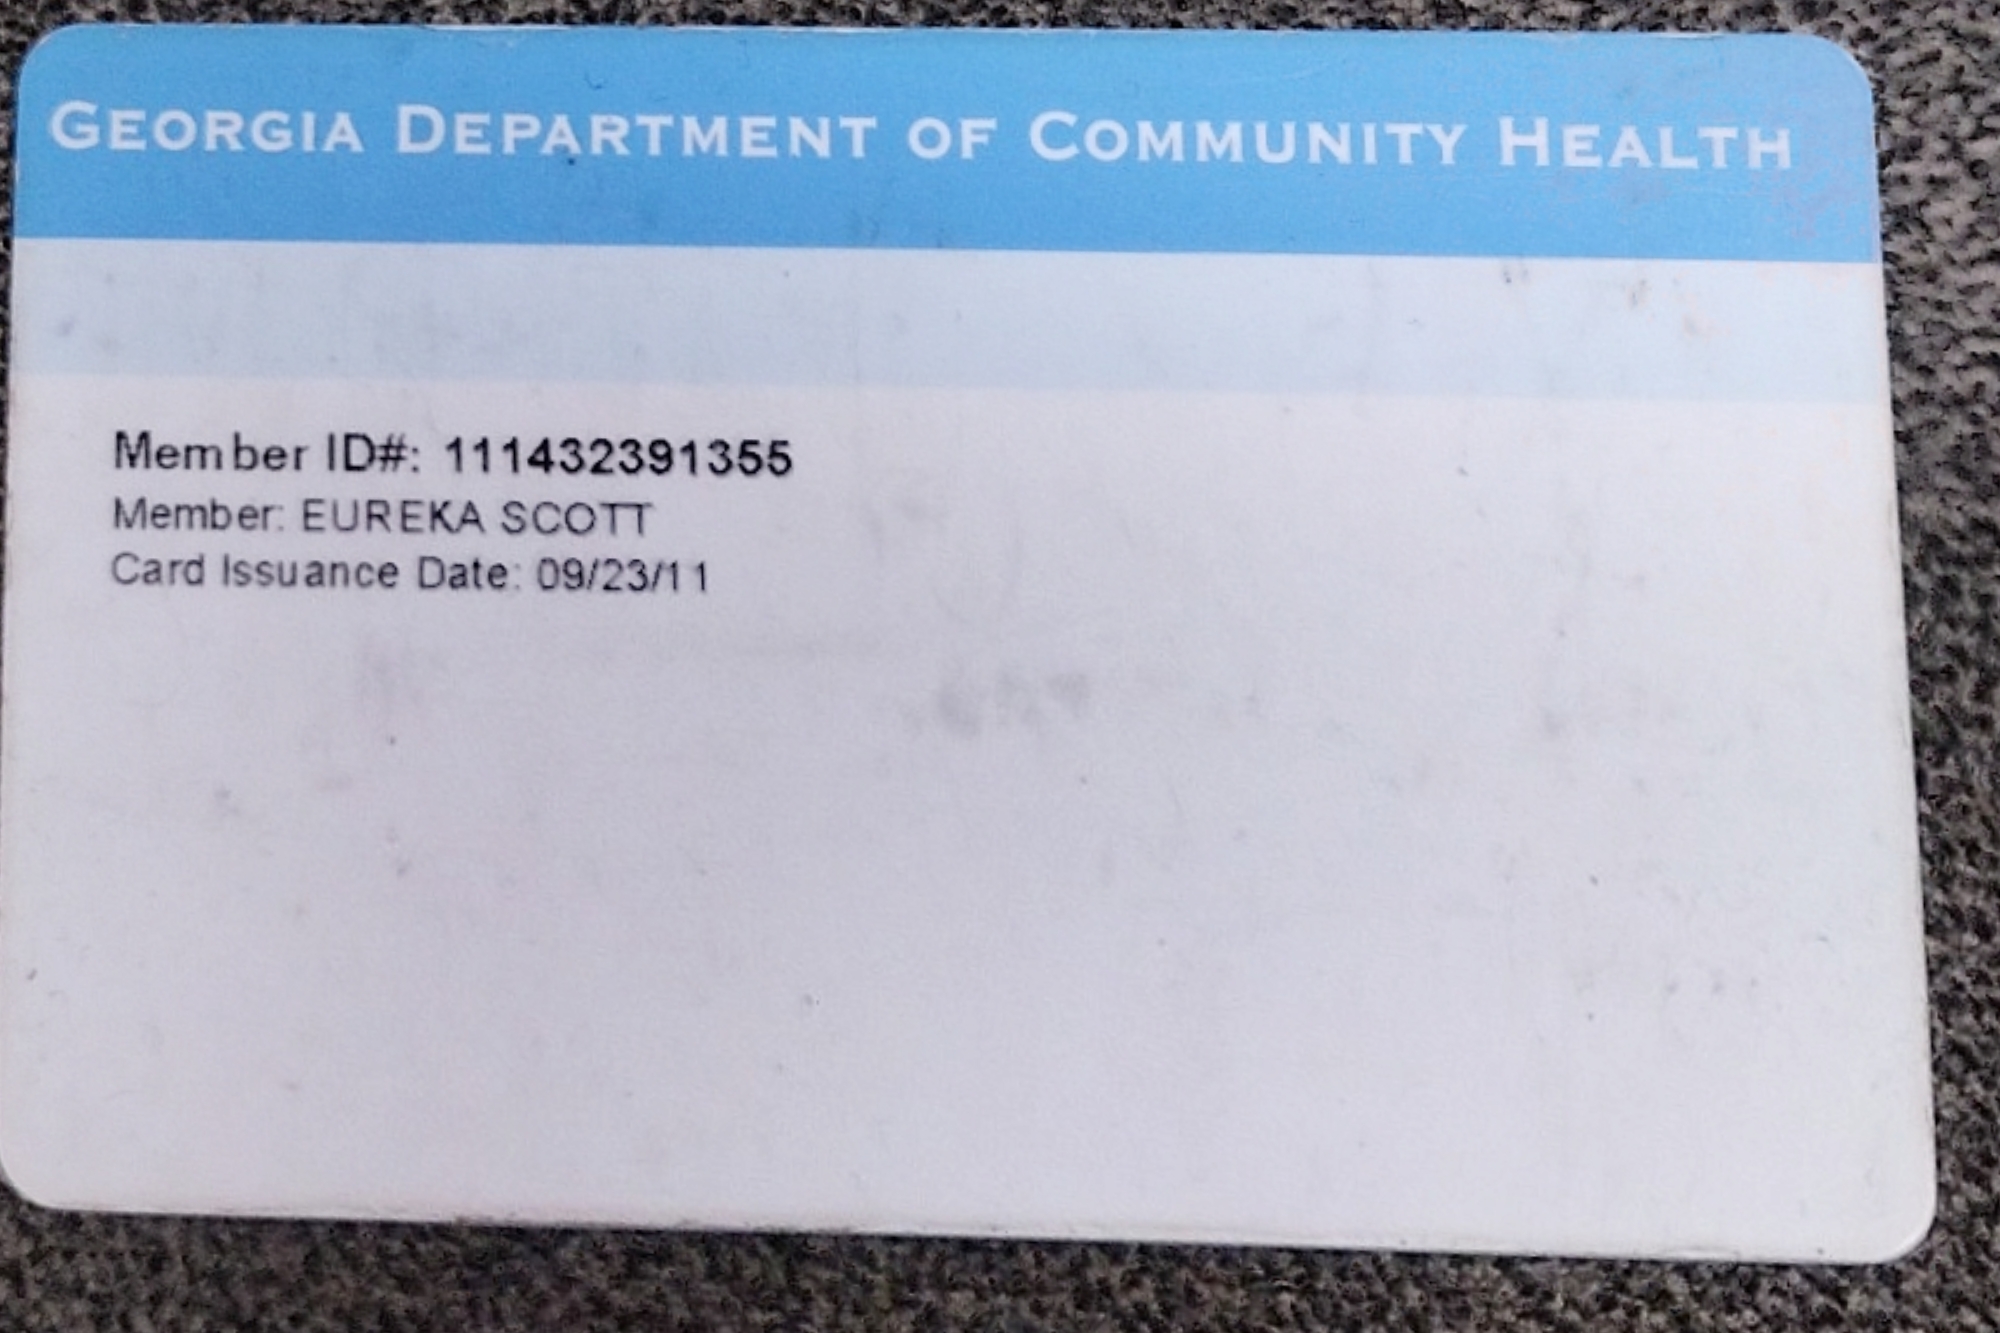 GEORGIA DEPARTMENT OF COMMUNITY HEALTH
Member ID#: 111432391355
Member: EUREKA SCOTT
Card Issuance Date: 09/23/11